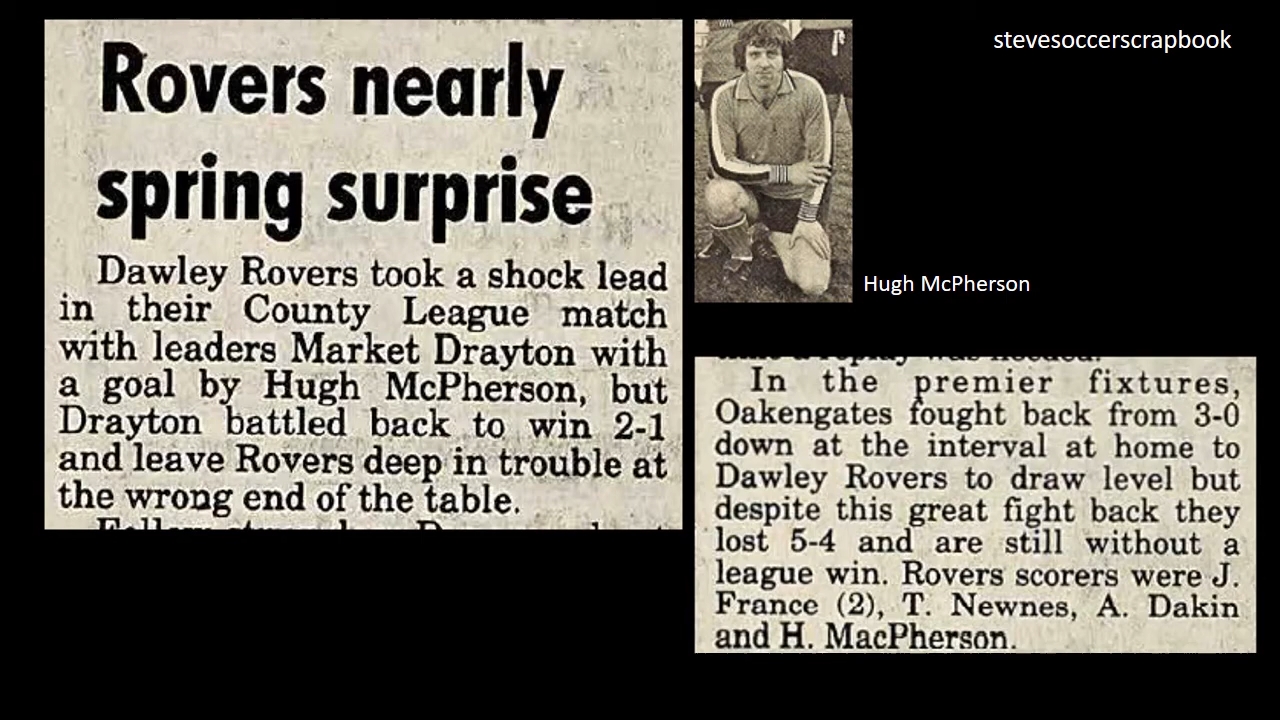 Rovers nearly
spring surprise
Dawley Rovers took a shock lead
in their County League match
with leaders Market Drayton with
a goal by Hugh McPherson, but
Drayton battled back to win 2-1
and leave Rovers deep in trouble at
the wrong end of the table.
stevesoccerscrapbook
Hugh McPherson
In the premier fixtures,
Oakengates fought back from 3-0
down at the interval at home to
Dawley Rovers to draw level but
despite this great fight back they
lost 5-4 and are still without a
league win. Rovers scorers were J.
France (2), T. Newnes, A. Dakin
and H. MacPherson.